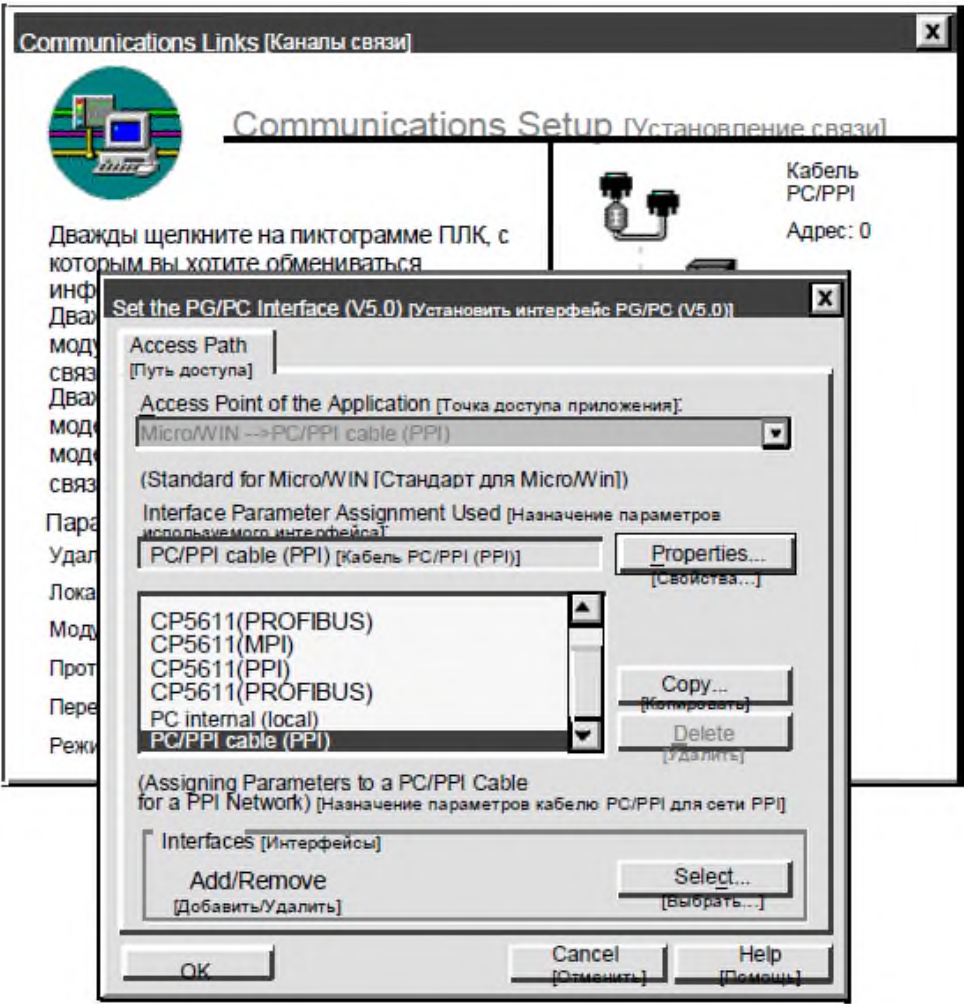 Communications Links [Каналы связи]
Communications Setup [Установление связи]
Кабель
PC/PPI
Адрес: 0
Дважды щелкните на пиктограмме ПЛК, с
которым вы хотите обмениваться
Set the PG/PC Interface (V5.0) [Установить интерфейс PG/PC (V5.0)]
Access Path
[Путь доступа]
Access Point of the Application [Точка доступа приложения]:
Micro/WIN -->PC/PPI cable (PPI)
(Standard for Micro/WIN [Стандарт для Micro/Win])
Interface Parameter Assignment Used [Назначение параметров
используемого интерфейса]:
PC/PPI cable (PPI) [Кабель PC/PPI (PPI)]
Properties...
[Свойства...]
CP5611(PROFIBUS)
CP5611(MPI)
CP5611(PPI)
CP5611(PROFIBUS)
PC internal (local)
PC/PPI cable (PPI)
Copy...
[Копировать]
Delete
[Удалить]
(Assigning Parameters to a PC/PPI Cable
for a PPI Network) [Назначение параметров кабелю PC/PPI для сети PPI]
Interfaces [Интерфейсы]
Add/Remove
[Добавить/Удалить]
Select...
[Выбрать...]
OK
Cancel
[Отменить]
Help
[Помощь]